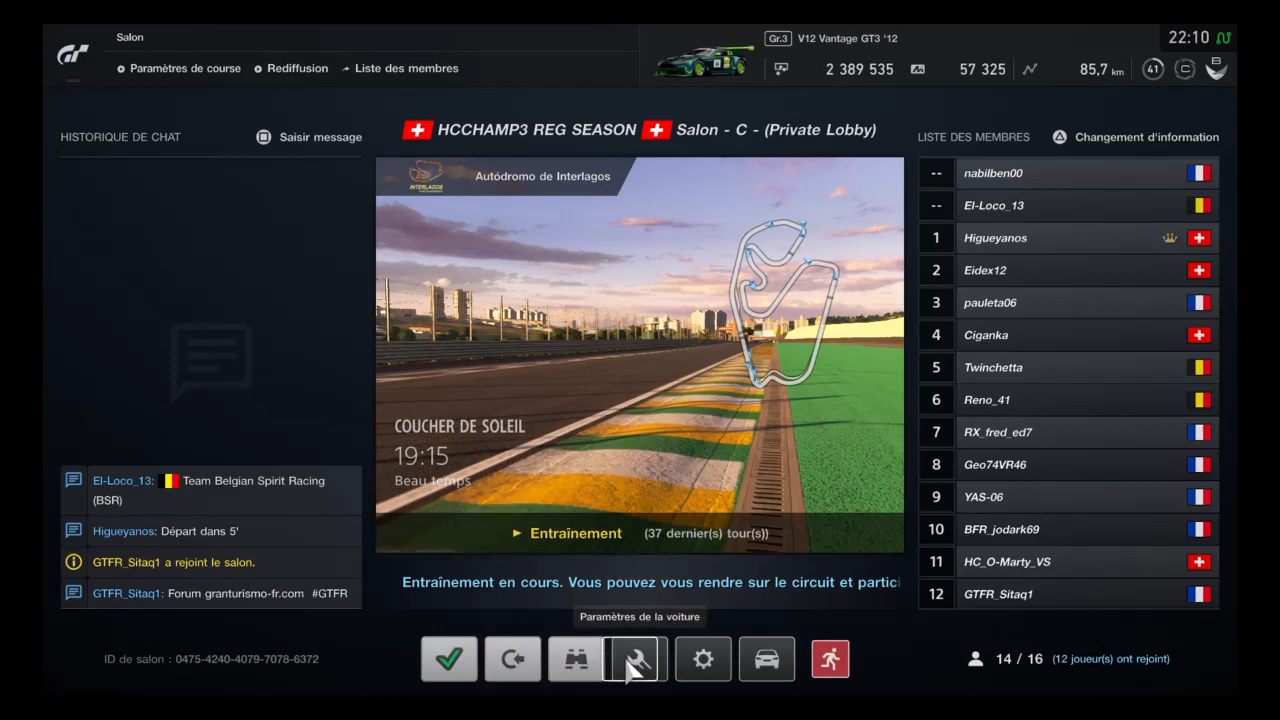 Salon
Paramètres de course
Rediffusion
Liste des membres
Gr.3 V12 Vantage GT3 '12
2 389 535
57 325
85,7 km
41
22:10
HISTORIQUE DE CHAT
Saisir message
HCCHAMP3 REG SEASON Salon - C - (Private Lobby)
LISTE DES MEMBRES
Changement d'information
INTERLAGOS
Autódromo de Interlagos
COUCHER DE SOLEIL
19:15
Beau temps
Entraînement (37 dernier(s) tour(s))
Entraînement en cours. Vous pouvez vous rendre sur le circuit et partici
El-Loco_13: Team Belgian Spirit Racing
(BSR)
Higueyanos: Départ dans 5'
GTFR_Sitaq1 a rejoint le salon.
GTFR_Sitaq1: Forum granturismo-fr.com #GTFR
-- nabilben00
-- El-Loco_13
1 Higueyanos
2 Eidex12
3 pauleta06
4 Ciganka
5 Twinchetta
6 Reno_41
7 RX_fred_ed7
8 Geo74VR46
9 YAS-06
10 BFR_jodark69
11 HC_O-Marty_VS
12 GTFR_Sitaq1
Paramètres de la voiture
ID de salon : 0475-4240-4079-7078-6372
14 / 16 (12 joueur(s) ont rejoint)